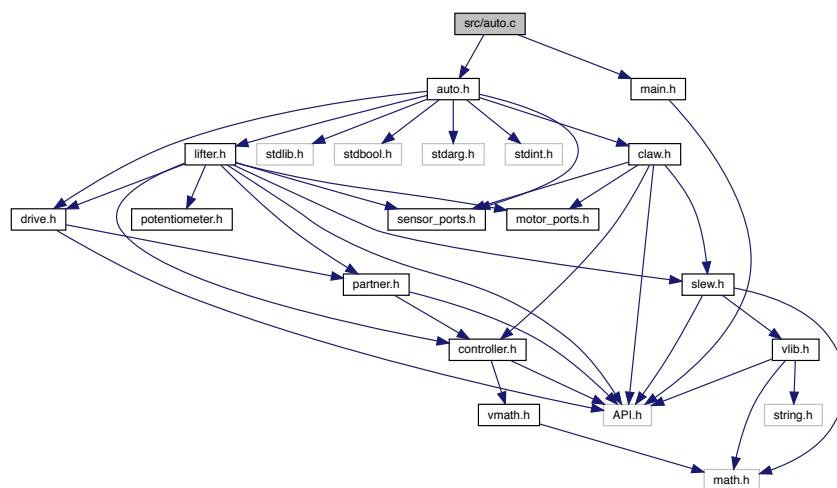 src/auto.c
auto.h
main.h
lifter.h
stdlib.h
stdbool.h
stdarg.h
stdint.h
claw.h
drive.h
potentiometer.h
sensor_ports.h
motor_ports.h
partner.h
slew.h
controller.h
vlib.h
vmath.h
API.h
string.h
math.h